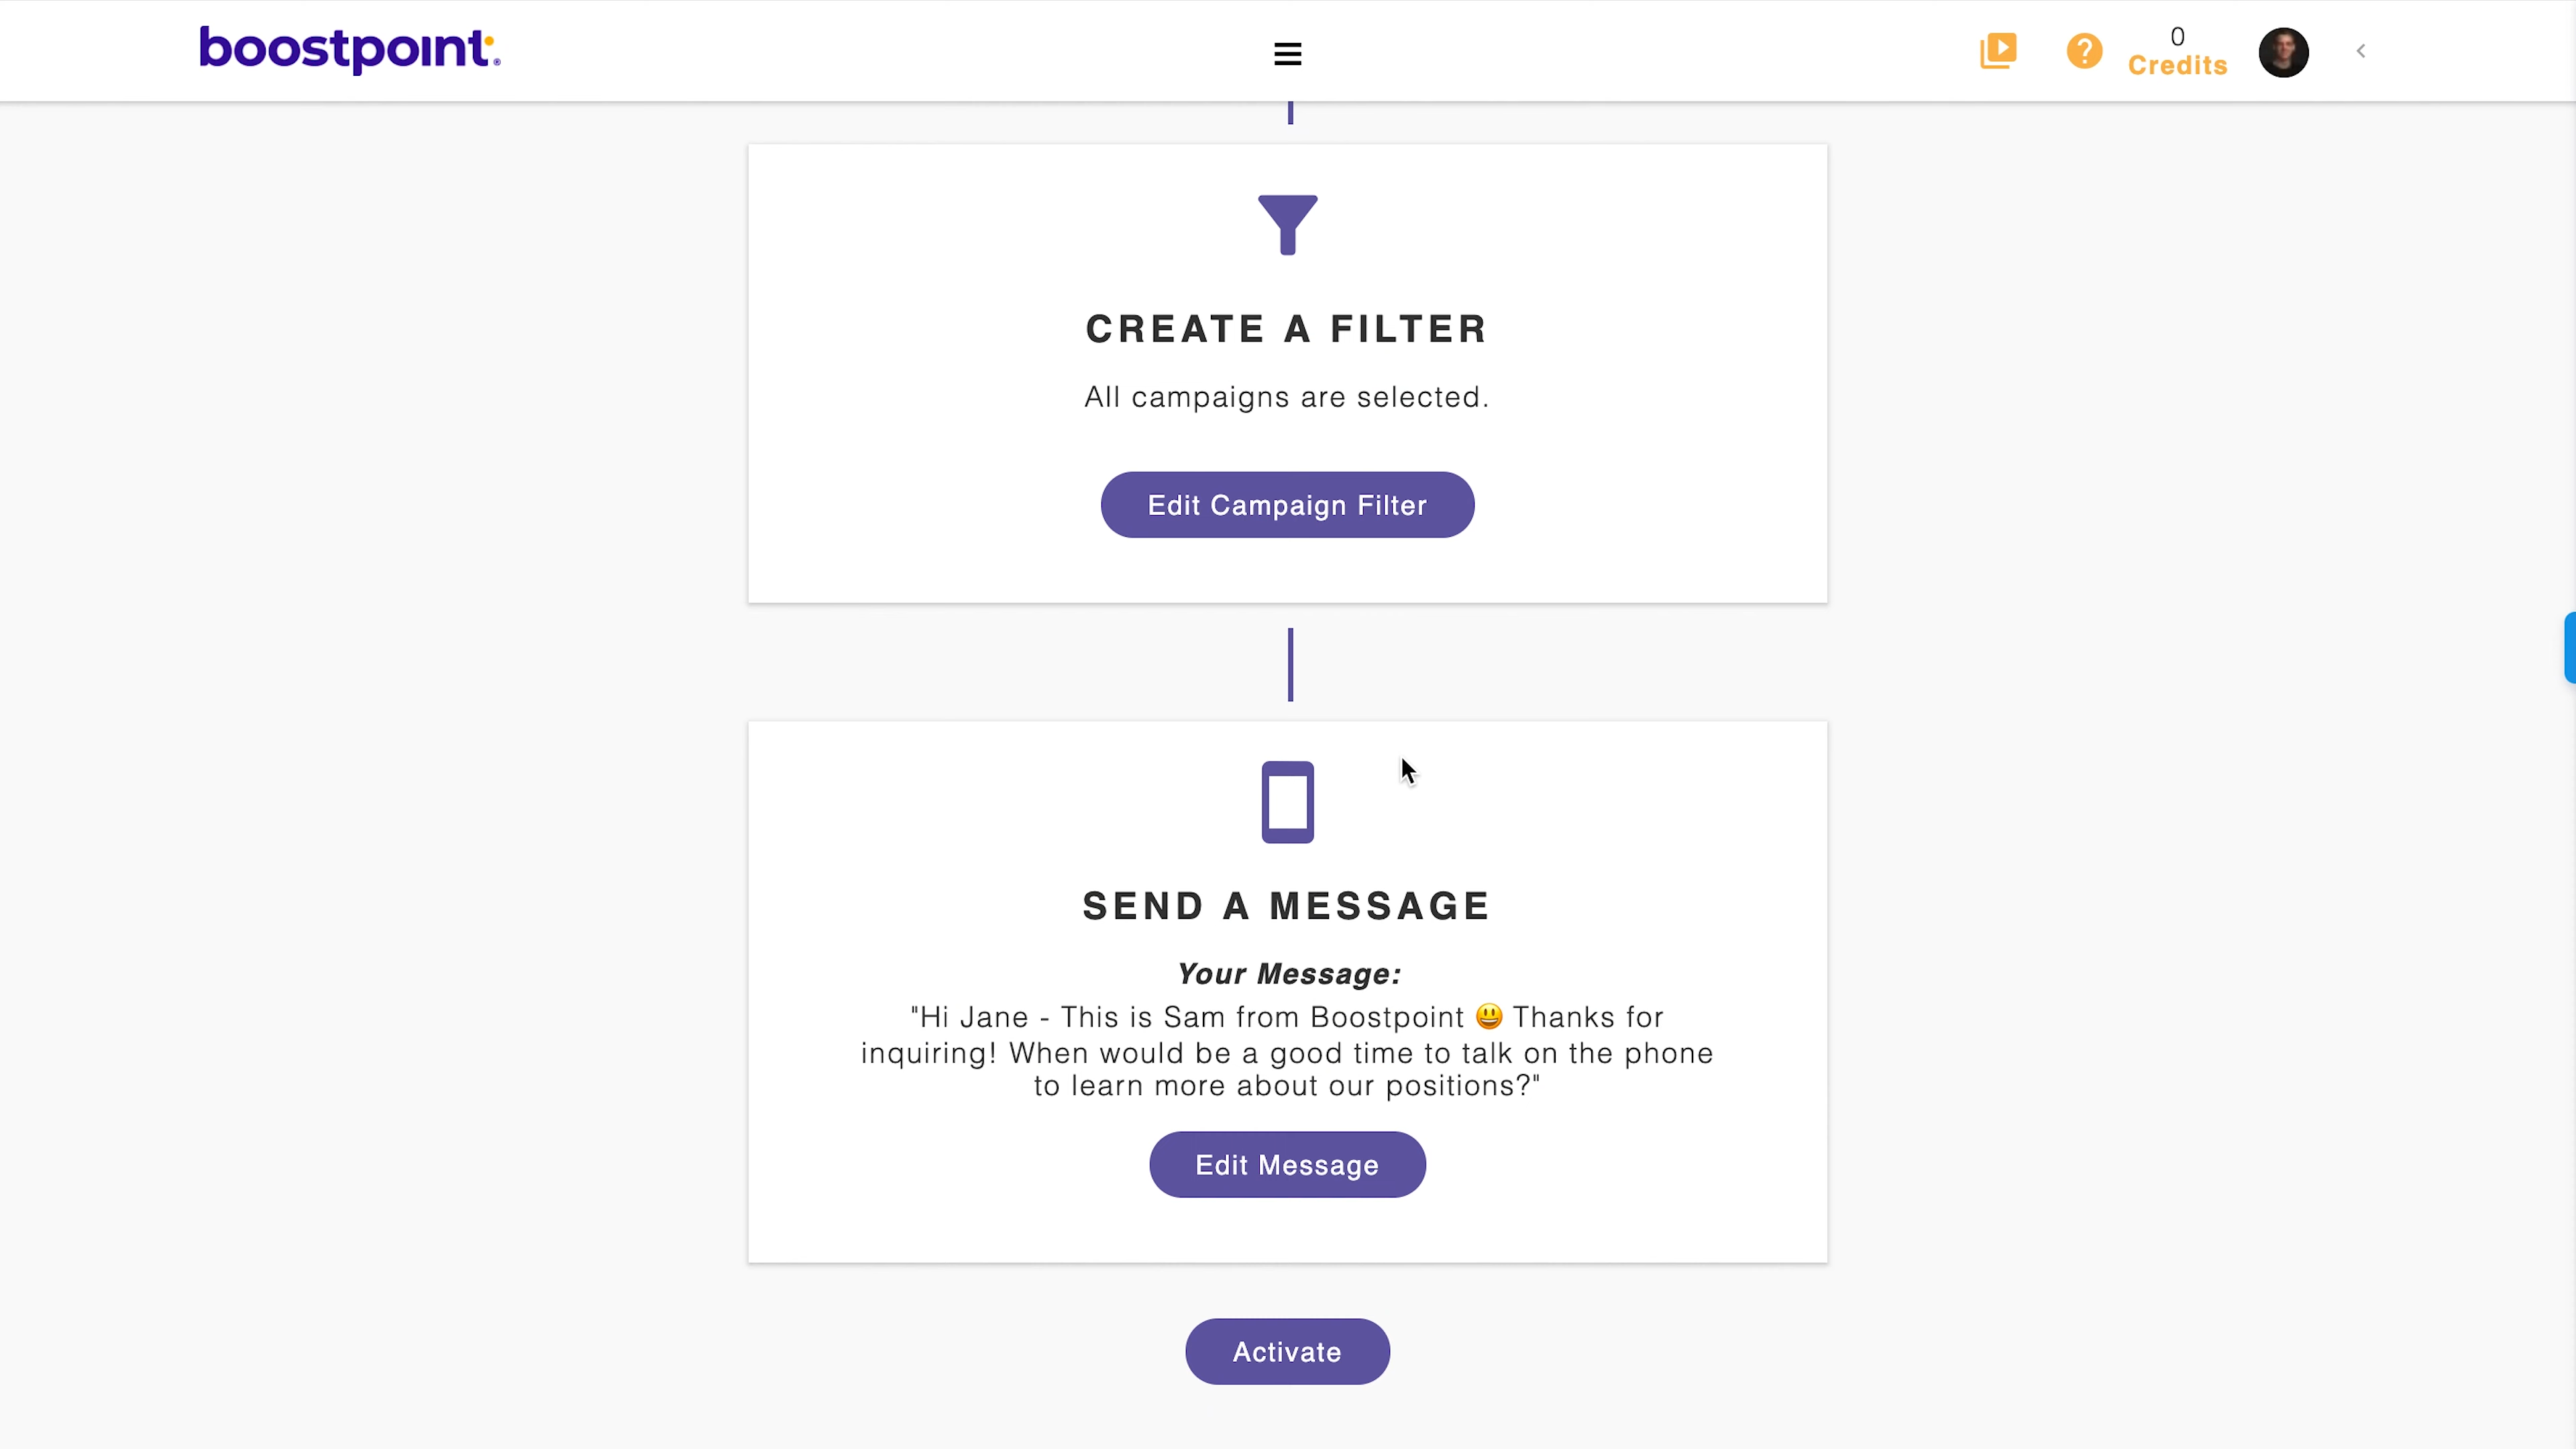 boostpoint
0
Credits
CREATE A FILTER
All campaigns are selected.
Edit Campaign Filter
SEND A MESSAGE
Your Message:
"Hi Jane - This is Sam from Boostpoint 😃 Thanks for
inquiring! When would be a good time to talk on the phone
to learn more about our positions?"
Edit Message
Activate